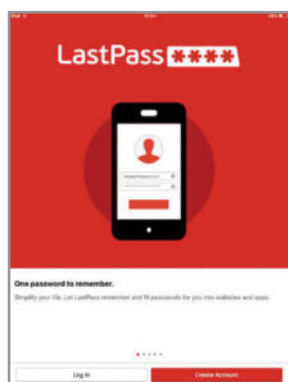 LastPass ****
One password to remember.
Simplify your life. Let LastPass remember and fill passwords for you into websites and apps.
Log In
Create Account